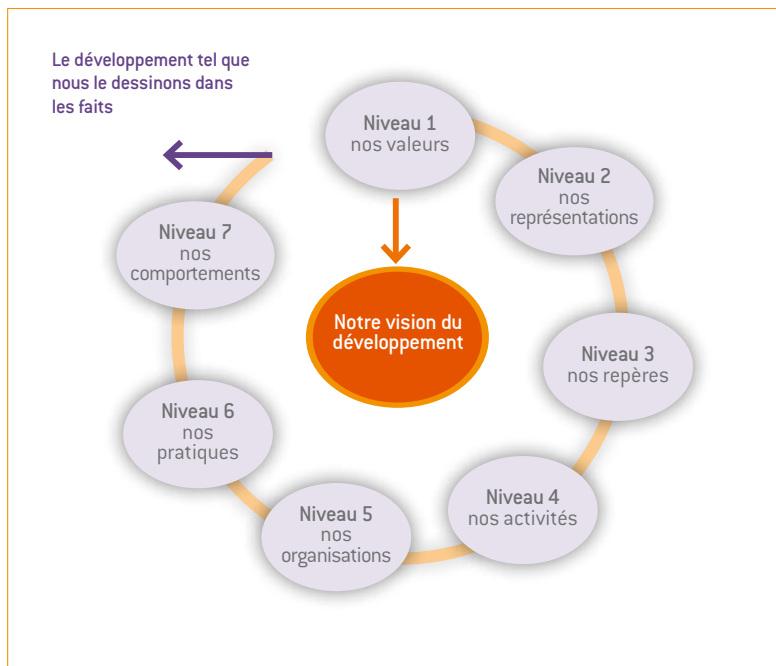 Le développement tel que
nous le dessinons dans
les faits
Niveau 1
nos valeurs
Niveau 2
nos
représentations
Niveau 3
nos repères
Niveau 4
nos activités
Niveau 5
nos
organisations
Niveau 6
nos
pratiques
Niveau 7
nos
comportements
Notre vision du
développement